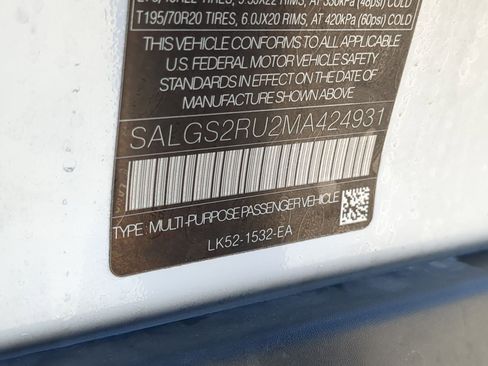 T195/70R20 TIRES, 6.0JX20 RIMS, AT 420kPa (60psi) COLD
THIS VEHICLE CONFORMS TO ALL APPLICABLE
U.S FEDERAL MOTOR VEHICLE SAFETY
STANDARDS IN EFFECT ON THE DATE OF
MANUFACTURE SHOWN ABOVE
SALGS2RU2MA424931
TYPE : MULTI-PURPOSE PASSENGER VEHICLE
LK52-1532-EA